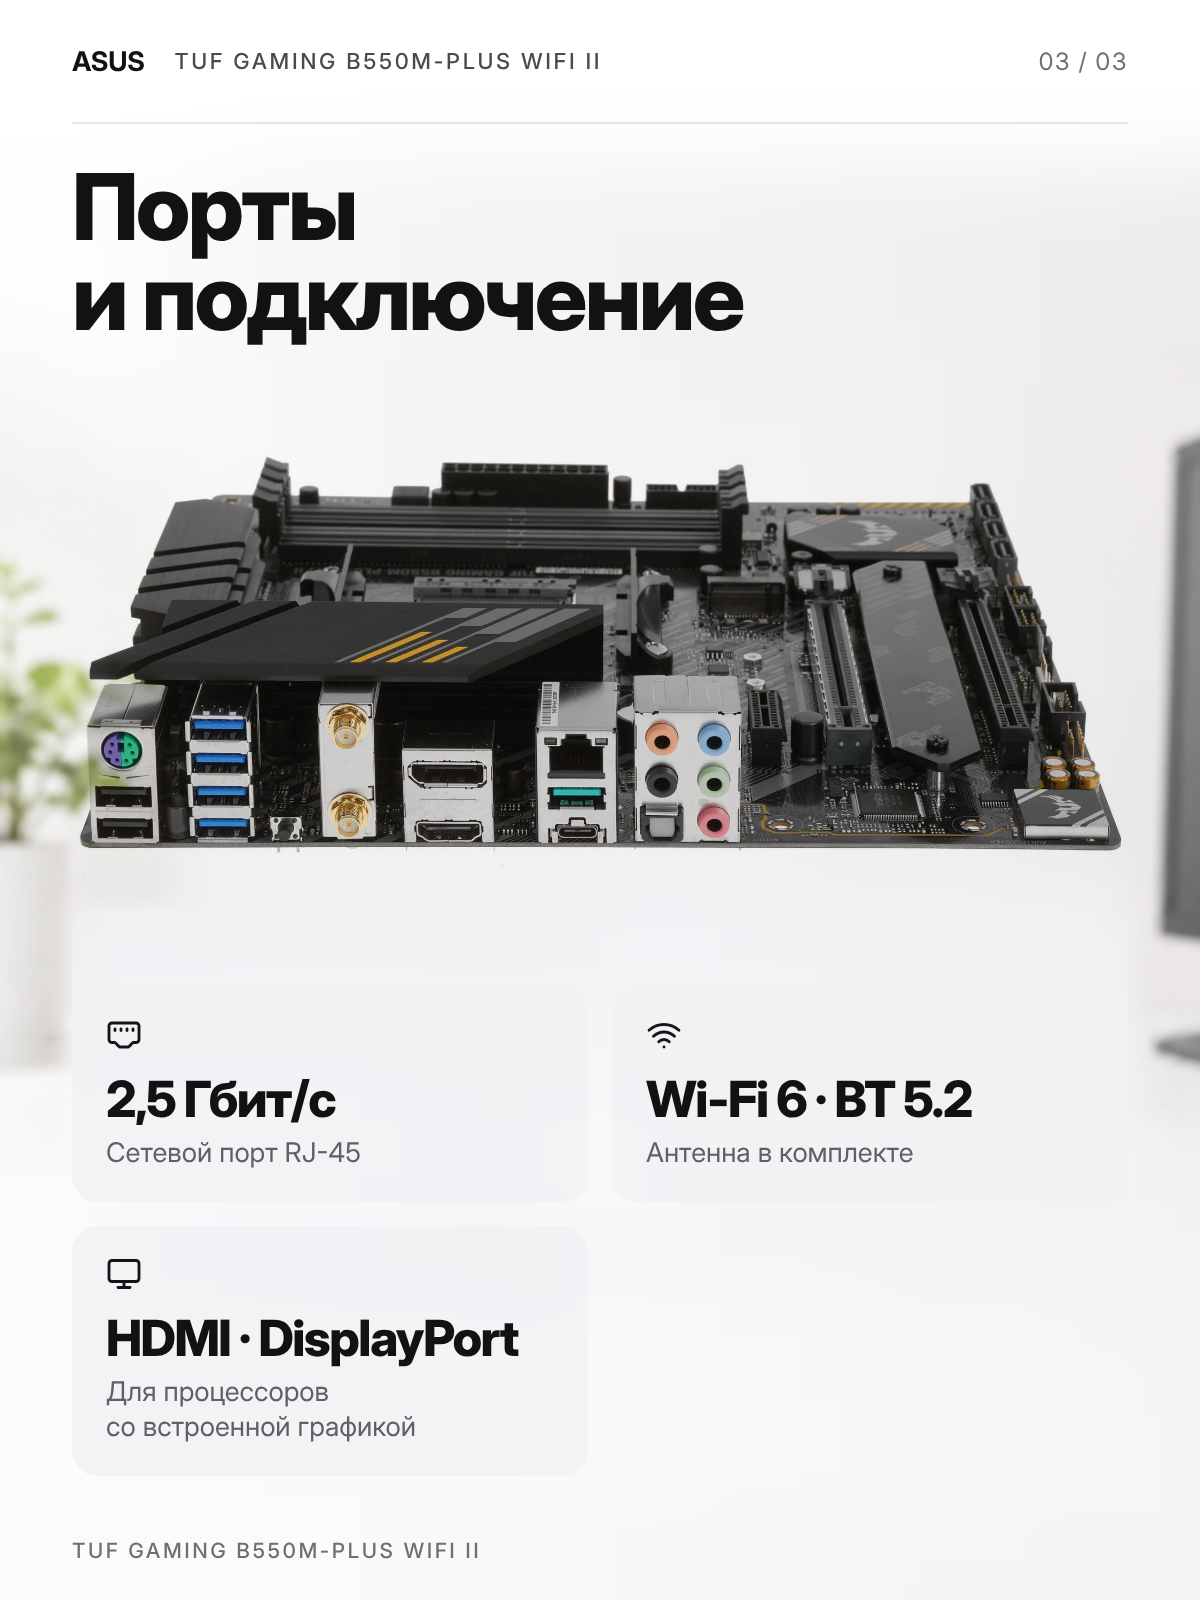 ASUS TUF GAMING B550M-PLUS WIFI II 03 / 03
Порты
и подключение
2,5 Гбит/с
Сетевой порт RJ-45
Wi-Fi 6 · BT 5.2
Антенна в комплекте
HDMI · DisplayPort
Для процессоров
со встроенной графикой
TUF GAMING B550M-PLUS WIFI II